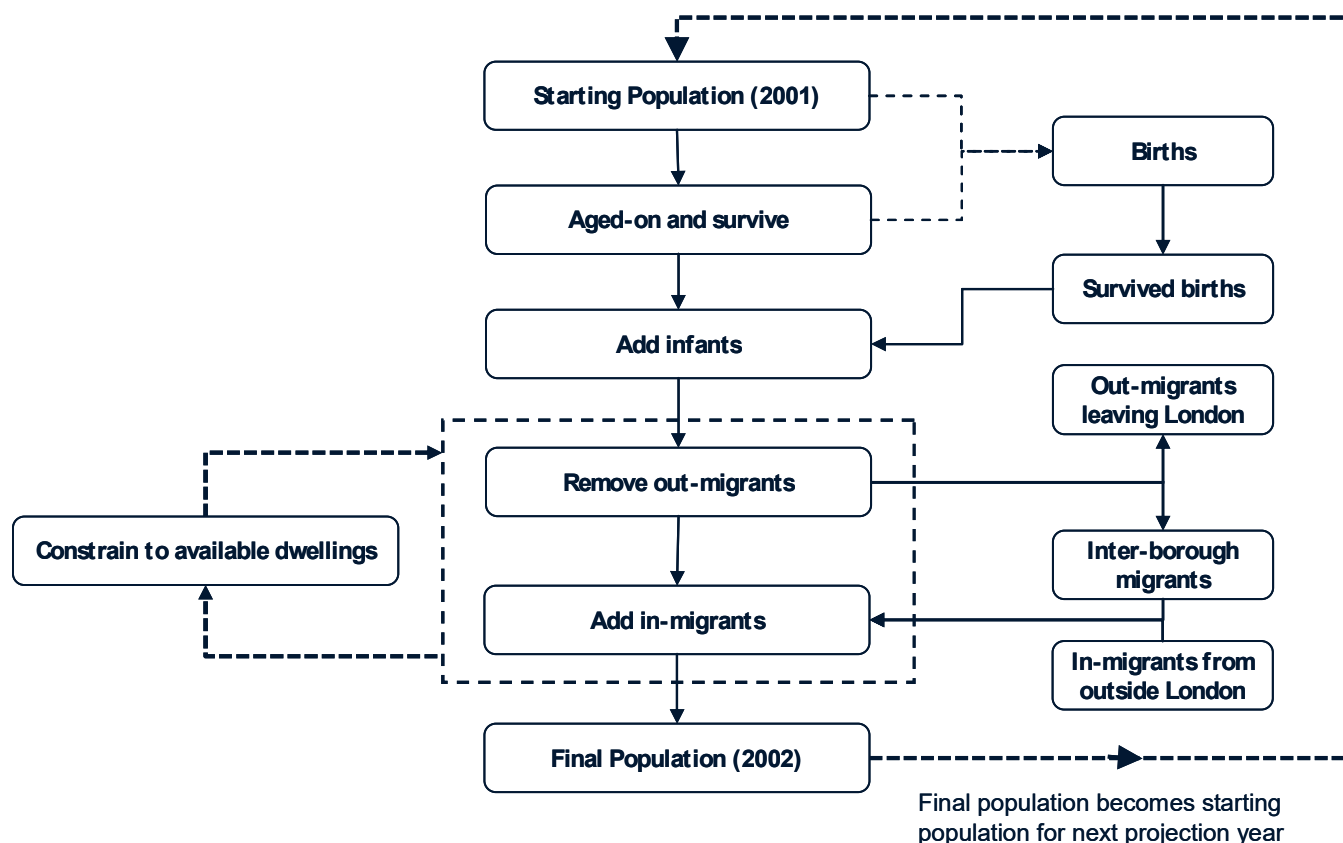 Starting Population (2001)
Births
Aged-on and survive
Survived births
Add infants
Out-migrants
leaving London
Remove out-migrants
Constrain to available dwellings
Inter-borough
migrants
Add in-migrants
In-migrants from
outside London
Final Population (2002)
Final population becomes starting
population for next projection year